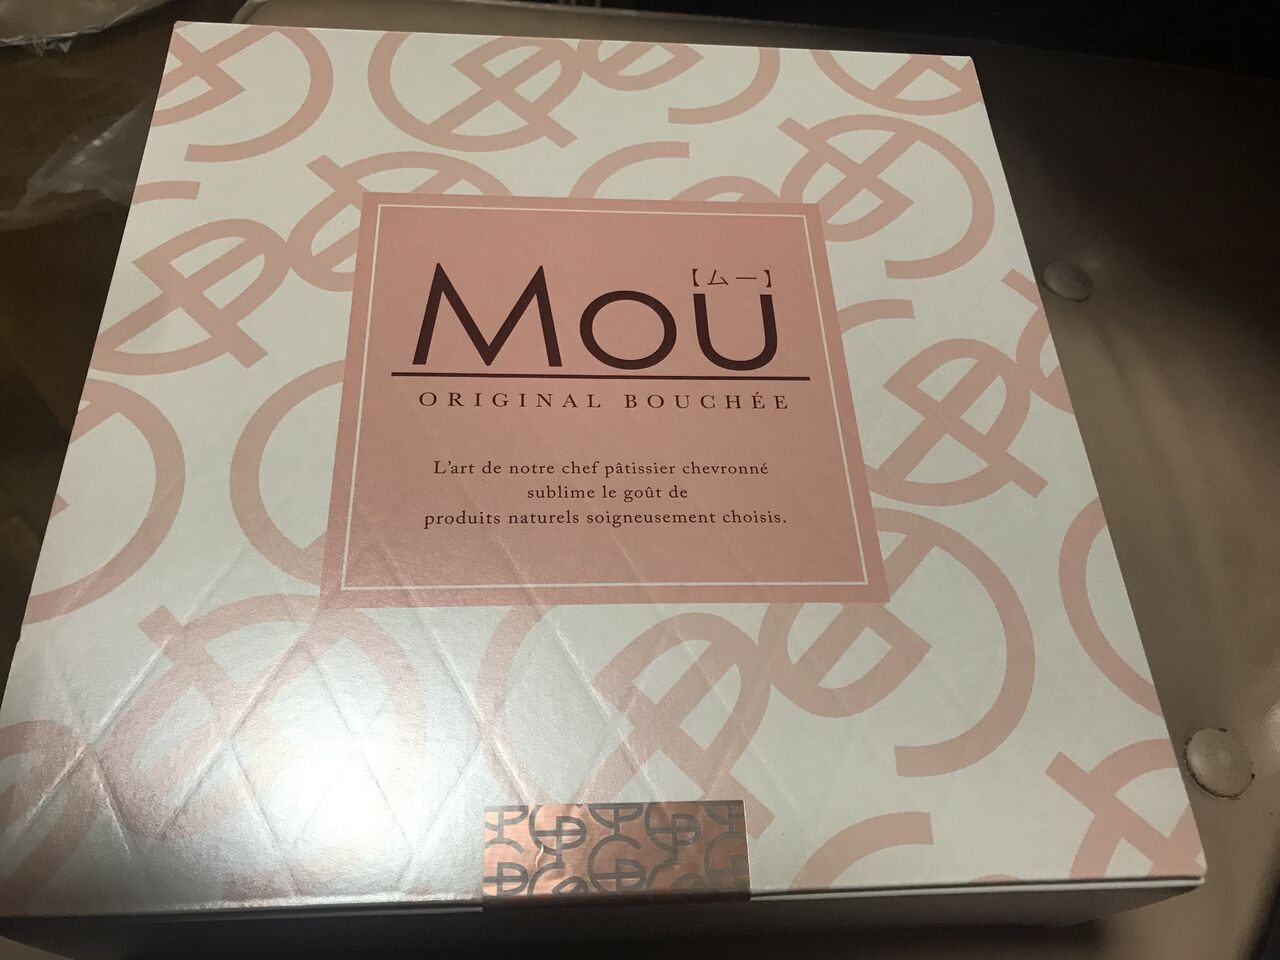 【ムー】
Moü
ORIGINAL BOUCHÉE
L'art de notre chef pâtissier chevronné
sublime le goût de
produits naturels soigneusement choisis.